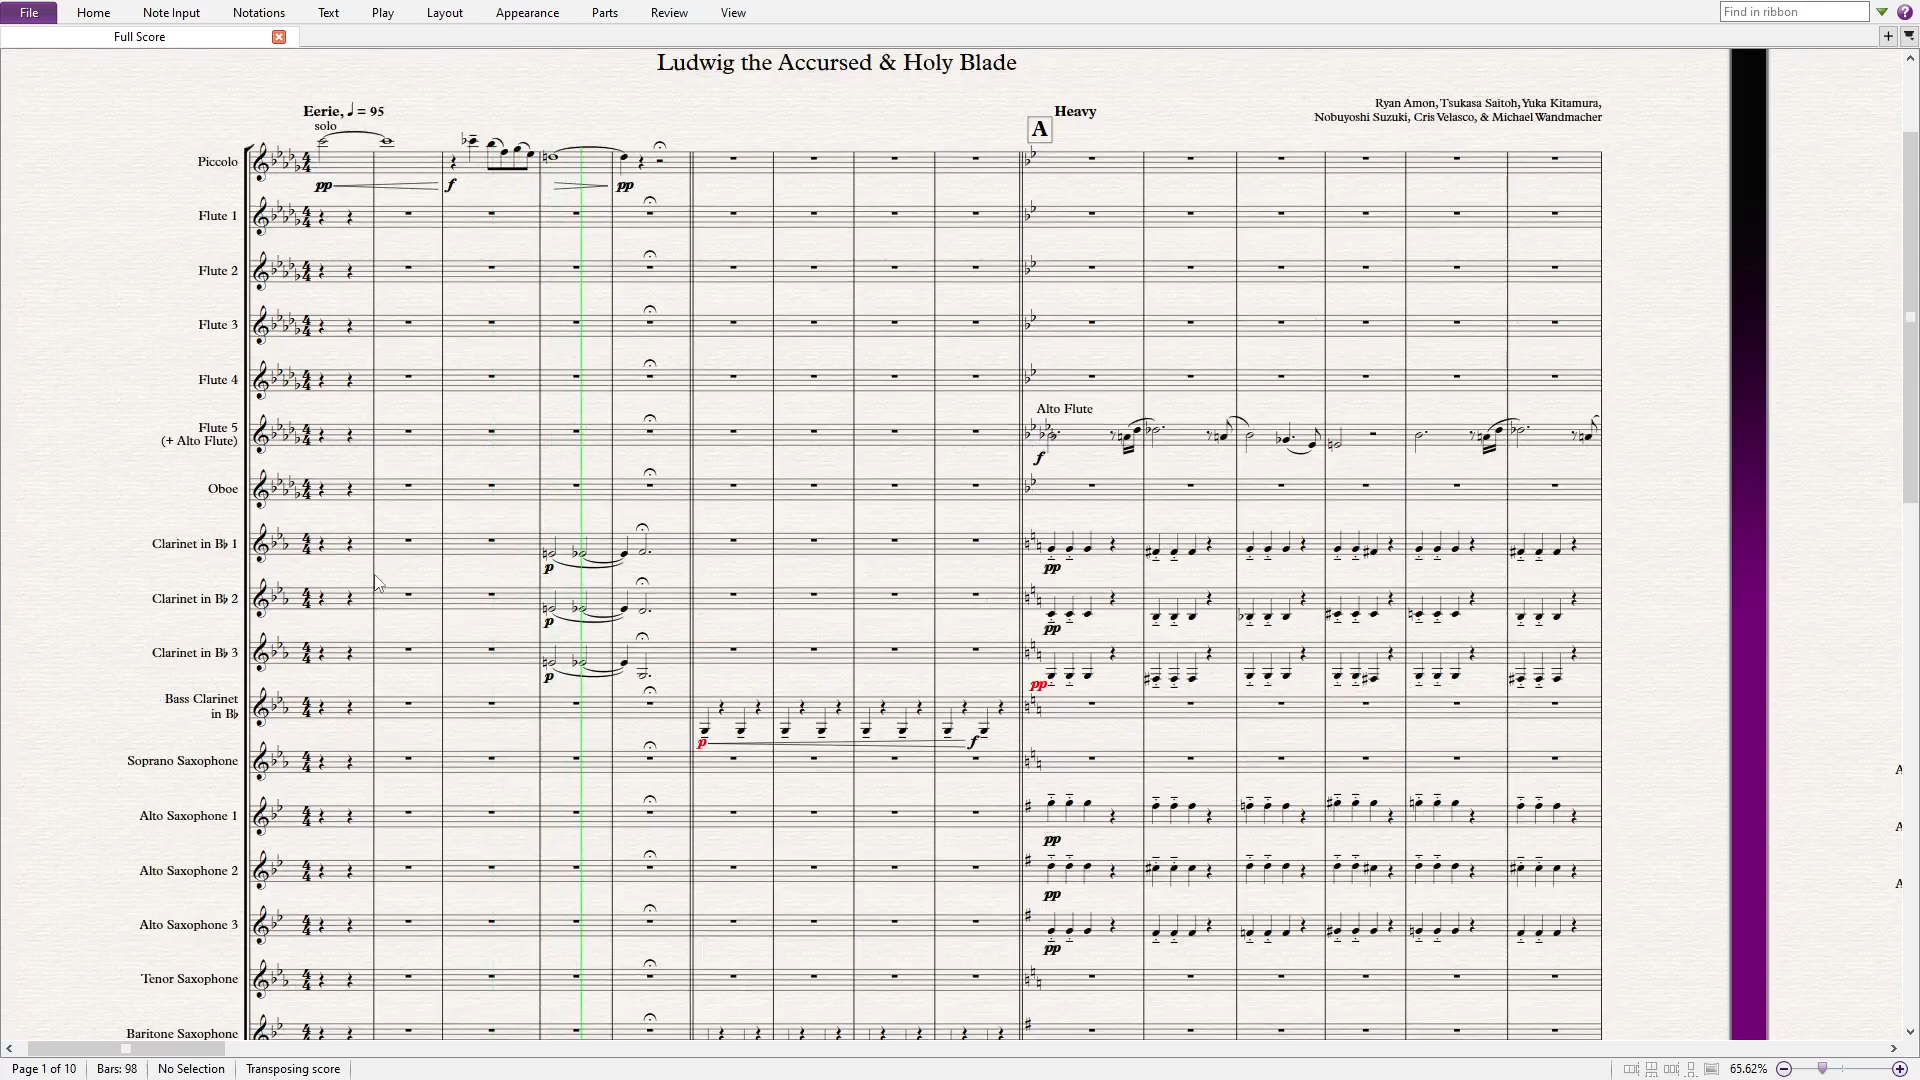 File Home Note Input Notations Text Play Layout Appearance Parts Review View Find in ribbon ?
Full Score
Ludwig the Accursed & Holy Blade
Eerie, ♩ = 95
solo
Heavy
A
Ryan Amon, Tsukasa Saitoh, Yuka Kitamura,
Nobuyoshi Suzuki, Cris Velasco, & Michael Wandmacher
Piccolo
pp f pp
Flute 1
Flute 2
Flute 3
Flute 4
Alto Flute
Flute 5
(+ Alto Flute)
f
Oboe
Clarinet in B♭ 1
p pp
Clarinet in B♭ 2
p pp
Clarinet in B♭ 3
p pp
Bass Clarinet
in B♭
p f
Soprano Saxophone
Alto Saxophone 1
pp
Alto Saxophone 2
pp
Alto Saxophone 3
pp
Tenor Saxophone
Baritone Saxophone
Page 1 of 10 Bars: 98 No Selection Transposing score 65.62%